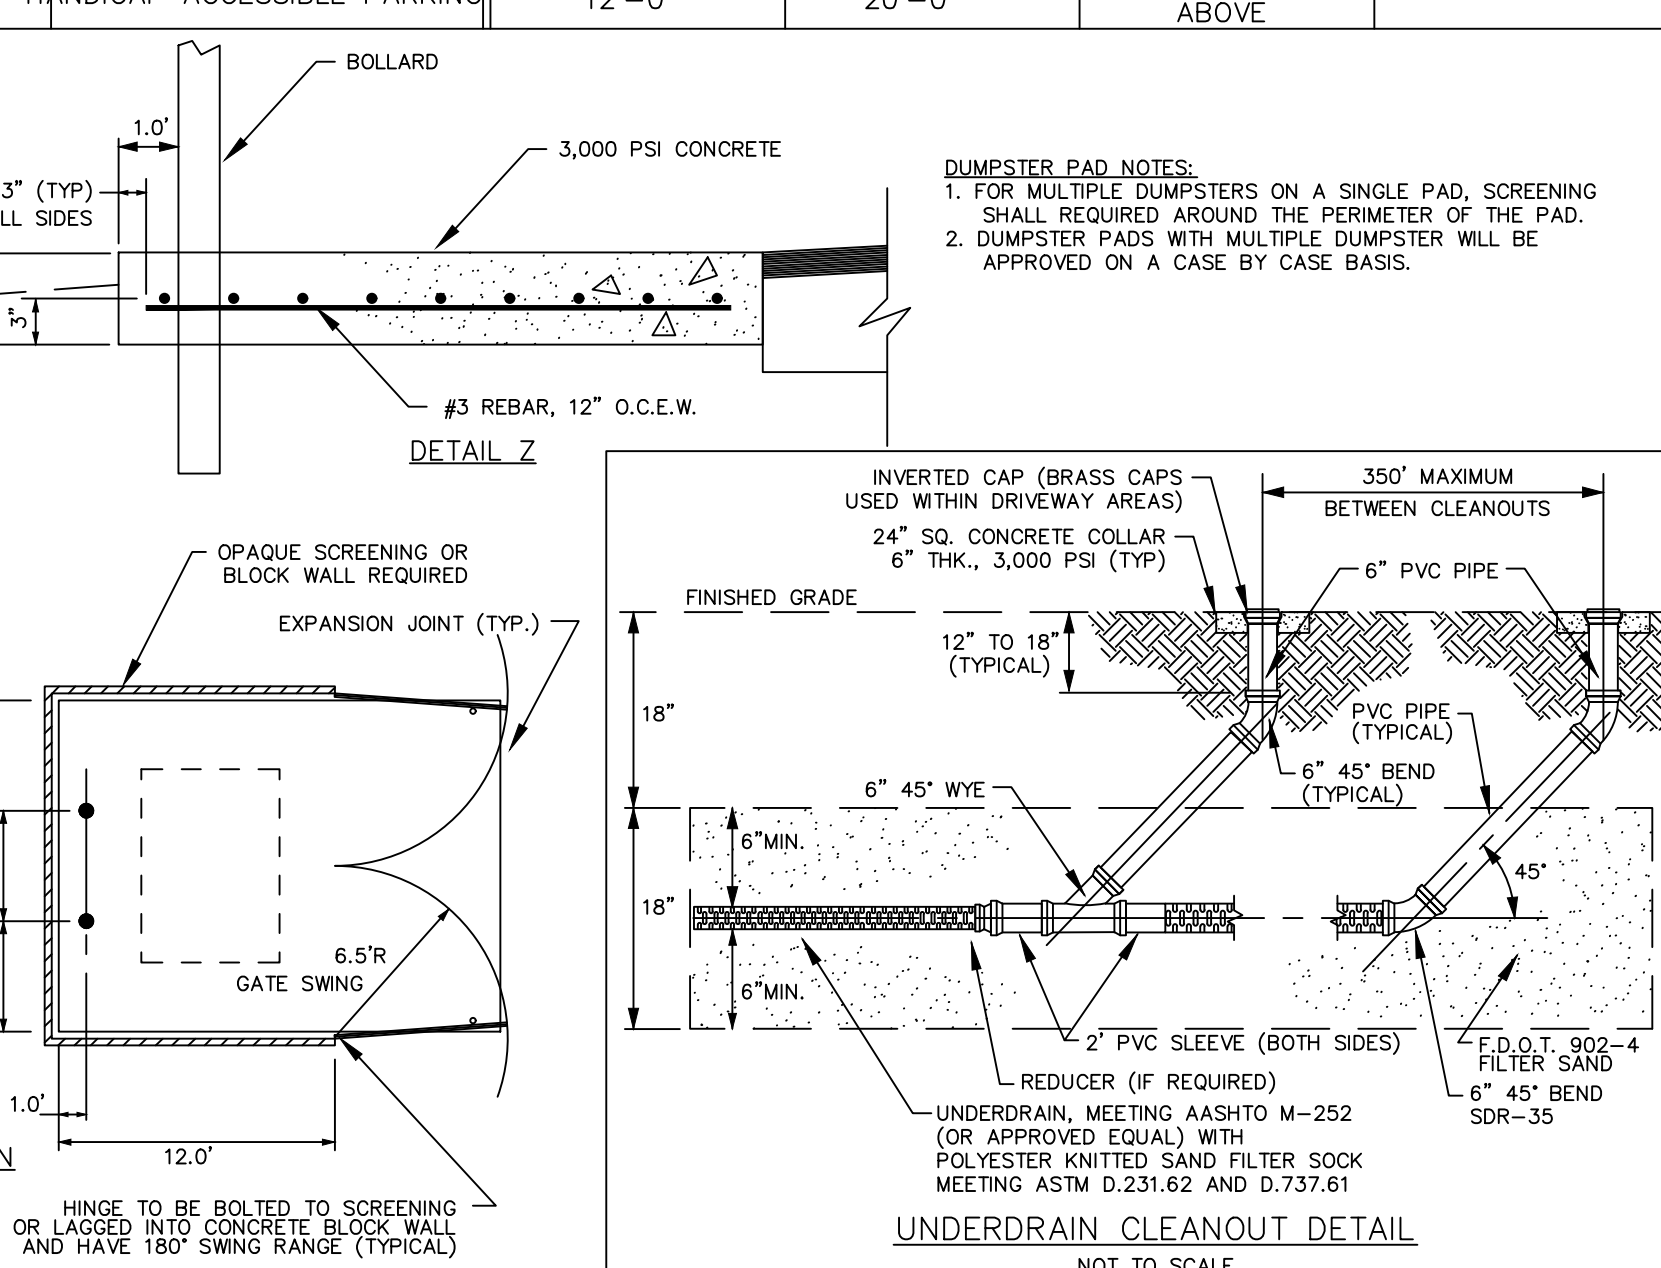 HANDICAP ACCESSIBLE PARKING
12'-0"
20'-0"
ABOVE
BOLLARD
1.0'
3,000 PSI CONCRETE
3" (TYP)
LL SIDES
3"
#3 REBAR, 12" O.C.E.W.
DETAIL Z
DUMPSTER PAD NOTES:
1. FOR MULTIPLE DUMPSTERS ON A SINGLE PAD, SCREENING
SHALL REQUIRED AROUND THE PERIMETER OF THE PAD.
2. DUMPSTER PADS WITH MULTIPLE DUMPSTER WILL BE
APPROVED ON A CASE BY CASE BASIS.
OPAQUE SCREENING OR
BLOCK WALL REQUIRED
EXPANSION JOINT (TYP.)
6.5'R
GATE SWING
1.0'
12.0'
N
HINGE TO BE BOLTED TO SCREENING
OR LAGGED INTO CONCRETE BLOCK WALL
AND HAVE 180° SWING RANGE (TYPICAL)
INVERTED CAP (BRASS CAPS
USED WITHIN DRIVEWAY AREAS)
350' MAXIMUM
BETWEEN CLEANOUTS
24" SQ. CONCRETE COLLAR
6" THK., 3,000 PSI (TYP)
6" PVC PIPE
FINISHED GRADE
12" TO 18"
(TYPICAL)
18"
PVC PIPE
(TYPICAL)
6" 45° BEND
(TYPICAL)
6" 45° WYE
6"MIN.
45°
18"
6"MIN.
2' PVC SLEEVE (BOTH SIDES)
F.D.O.T. 902-4
FILTER SAND
REDUCER (IF REQUIRED)
6" 45° BEND
SDR-35
UNDERDRAIN, MEETING AASHTO M-252
(OR APPROVED EQUAL) WITH
POLYESTER KNITTED SAND FILTER SOCK
MEETING ASTM D.231.62 AND D.737.61
UNDERDRAIN CLEANOUT DETAIL
NOT TO SCALE